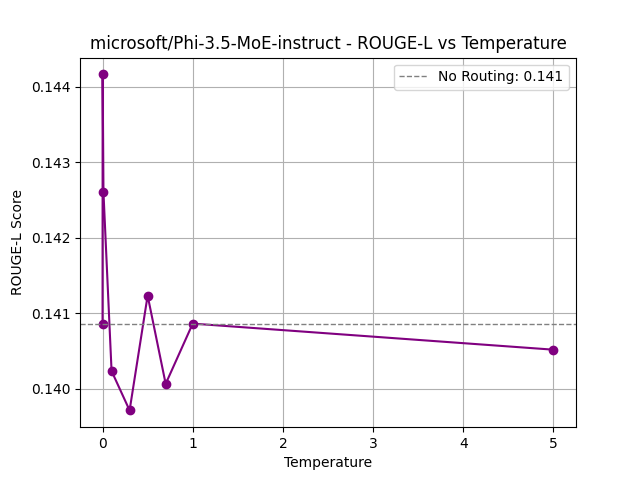 microsoft/Phi-3.5-MoE-instruct - ROUGE-L vs Temperature
No Routing: 0.141
ROUGE-L Score
0.144
0.143
0.142
0.141
0.140
0
1
2
3
4
5
Temperature